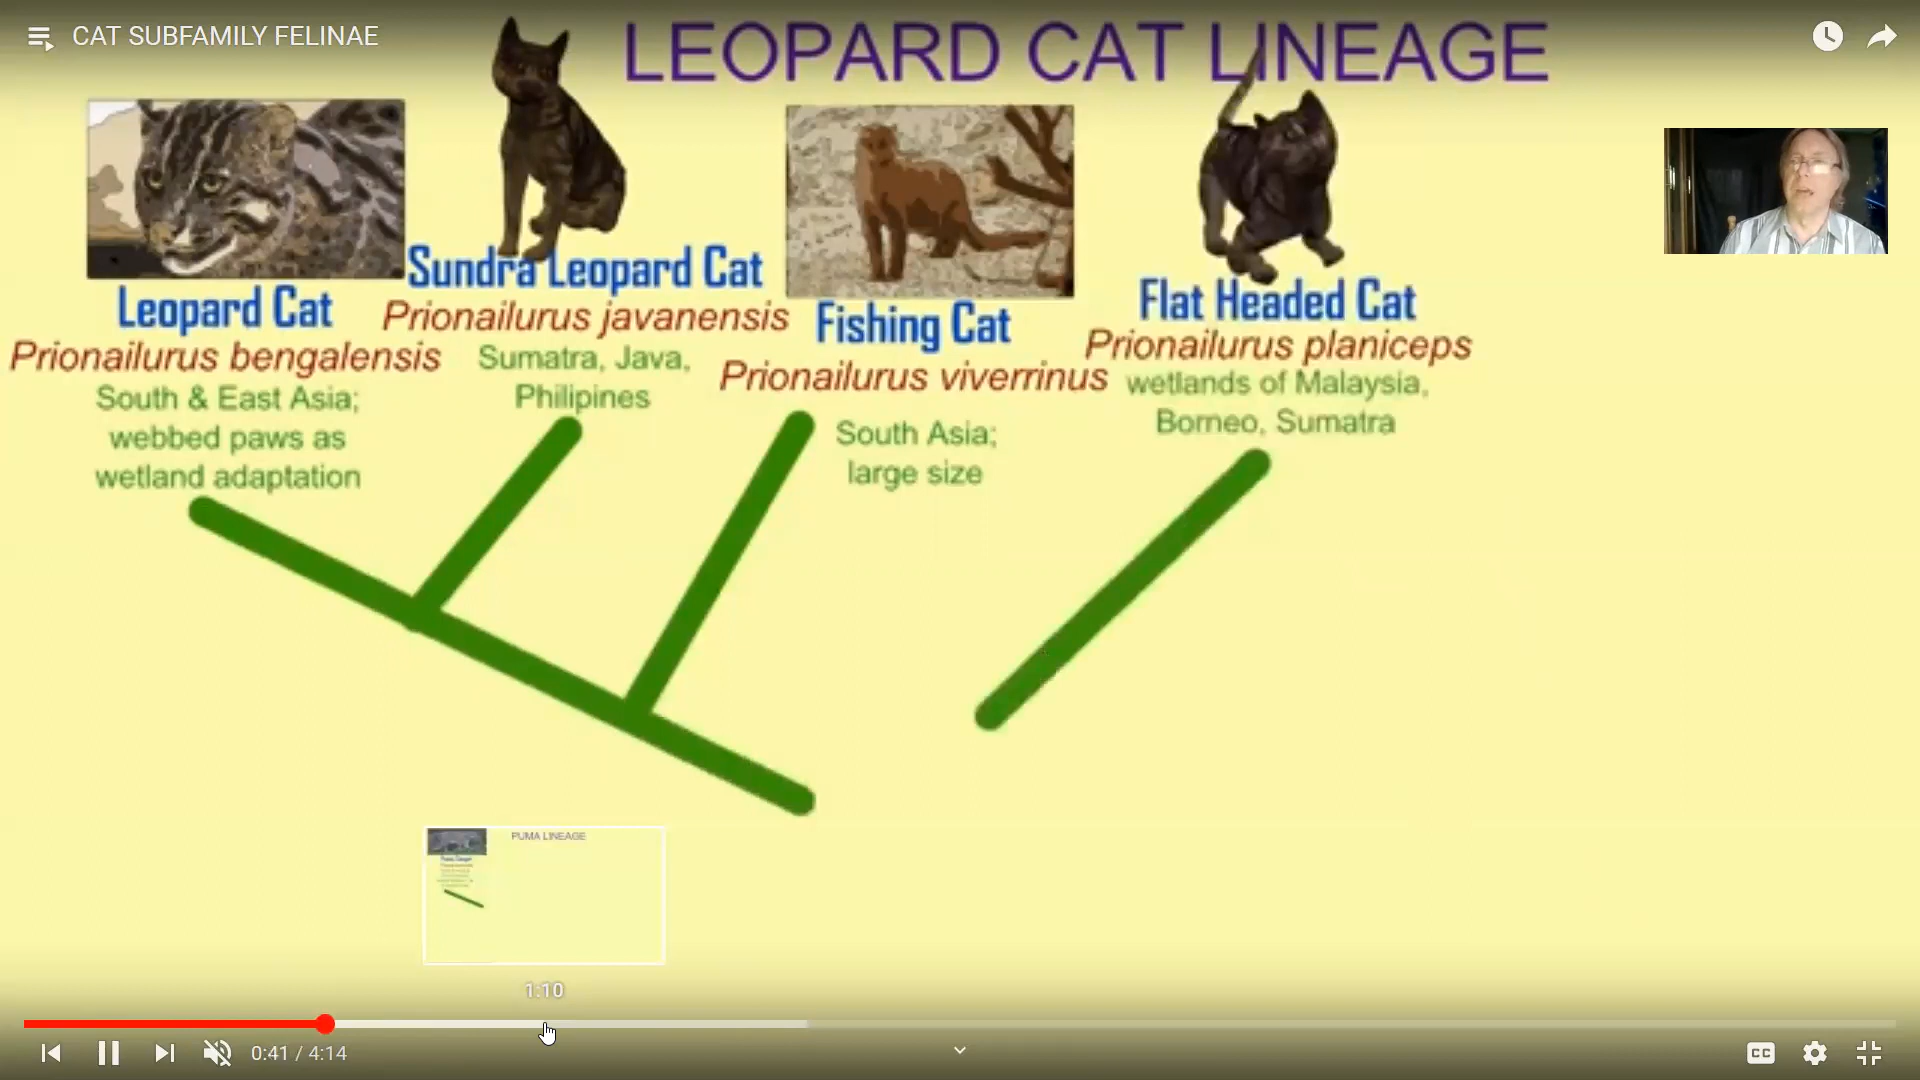 CAT SUBFAMILY FELINAE
LEOPARD CAT LINEAGE
Leopard Cat
Prionailurus bengalensis
South & East Asia;
webbed paws as
wetland adaptation
Sundra Leopard Cat
Prionailurus javanensis
Sumatra, Java,
Philipines
Fishing Cat
Prionailurus viverrinus
South Asia;
large size
Flat Headed Cat
Prionailurus planiceps
wetlands of Malaysia,
Borneo, Sumatra
PUMA LINEAGE
1:10
0:41 / 4:14
CC